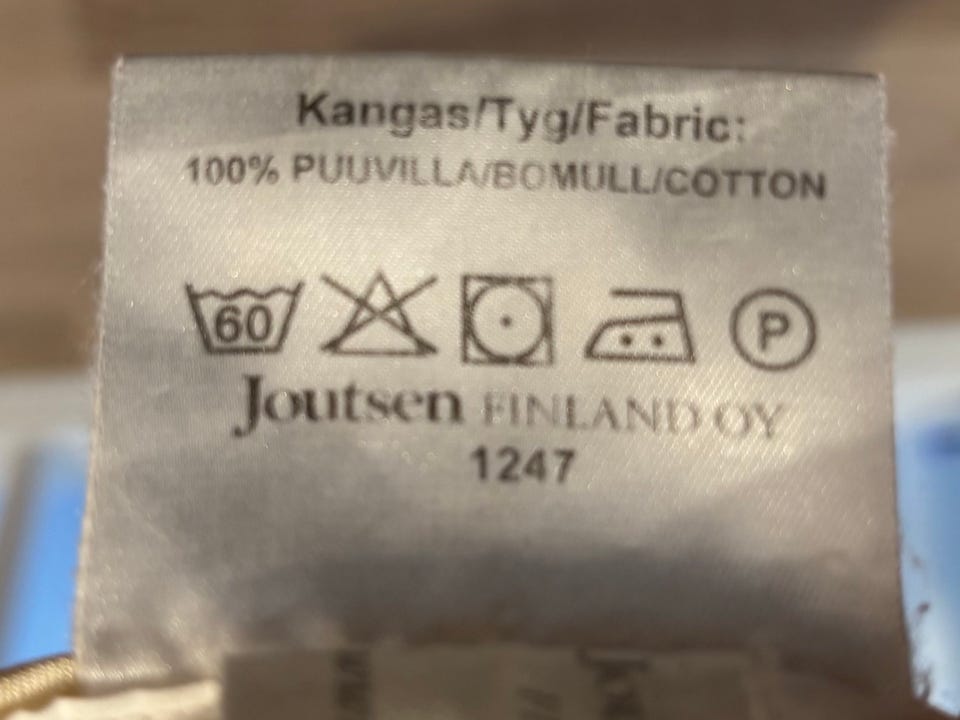 Kangas/Tyg/Fabric:
100% PUUVILLA/BOMULL/COTTON
60 P
Joutsen FINLAND OY
1247